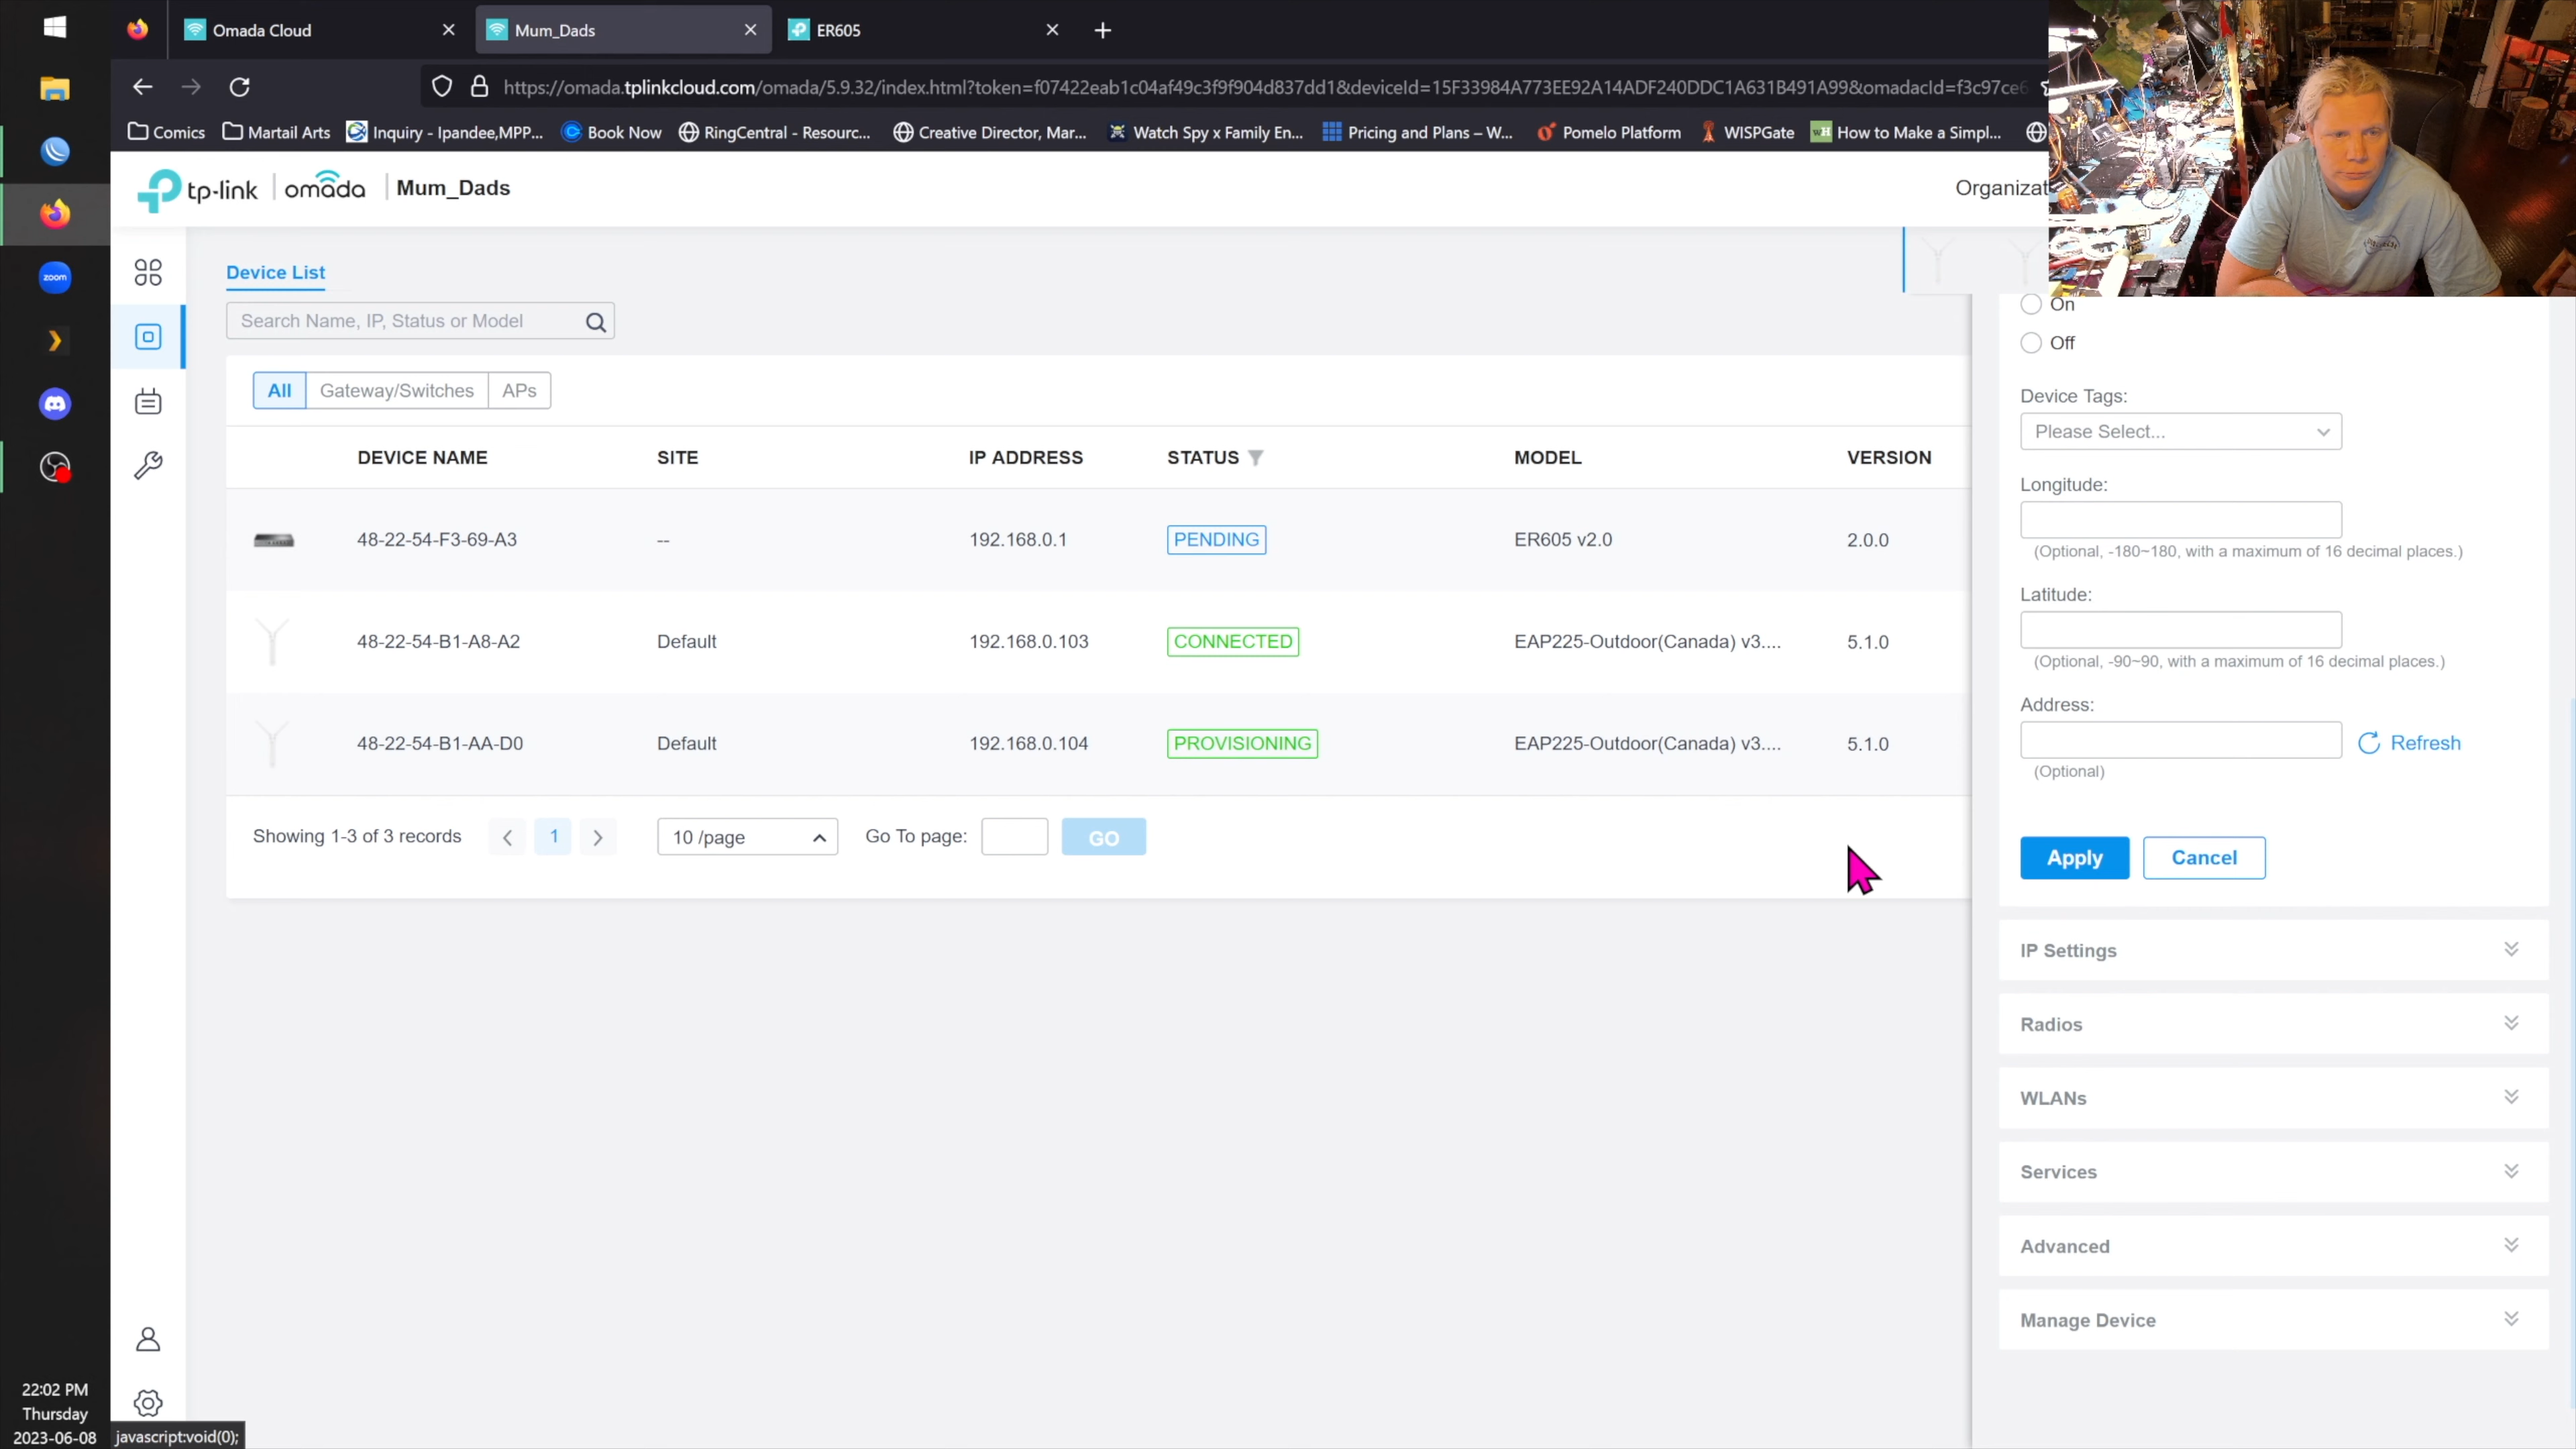 Omada Cloud
Mum_Dads
ER605
https://omada.tplinkcloud.com/omada/5.9.32/index.html?token=f07422eab1c04af49c3f9f904d837dd1&deviceId=15F33984A773EE92A14ADF240DDC1A631B491A99&omadacId=f3c97ce6
Comics
Martail Arts
Inquiry - Ipandee,MPP...
Book Now
RingCentral - Resourc...
Creative Director, Mar...
Watch Spy x Family En...
Pricing and Plans – W...
Pomelo Platform
WISPGate
wH How to Make a Simpl...
tp-link | omada | Mum_Dads
Organizat
zoom
Device List
Search Name, IP, Status or Model
All Gateway/Switches APs
DEVICE NAME SITE IP ADDRESS STATUS MODEL VERSION
48-22-54-F3-69-A3 -- 192.168.0.1 PENDING ER605 v2.0 2.0.0
48-22-54-B1-A8-A2 Default 192.168.0.103 CONNECTED EAP225-Outdoor(Canada) v3.... 5.1.0
48-22-54-B1-AA-D0 Default 192.168.0.104 PROVISIONING EAP225-Outdoor(Canada) v3.... 5.1.0
Showing 1-3 of 3 records 1 10 /page Go To page: GO
On
Off
Device Tags:
Please Select...
Longitude:
(Optional, -180~180, with a maximum of 16 decimal places.)
Latitude:
(Optional, -90~90, with a maximum of 16 decimal places.)
Address:
Refresh
(Optional)
Apply Cancel
IP Settings
Radios
WLANs
Services
Advanced
Manage Device
22:02 PM
Thursday
2023-06-08
javascript:void(0);